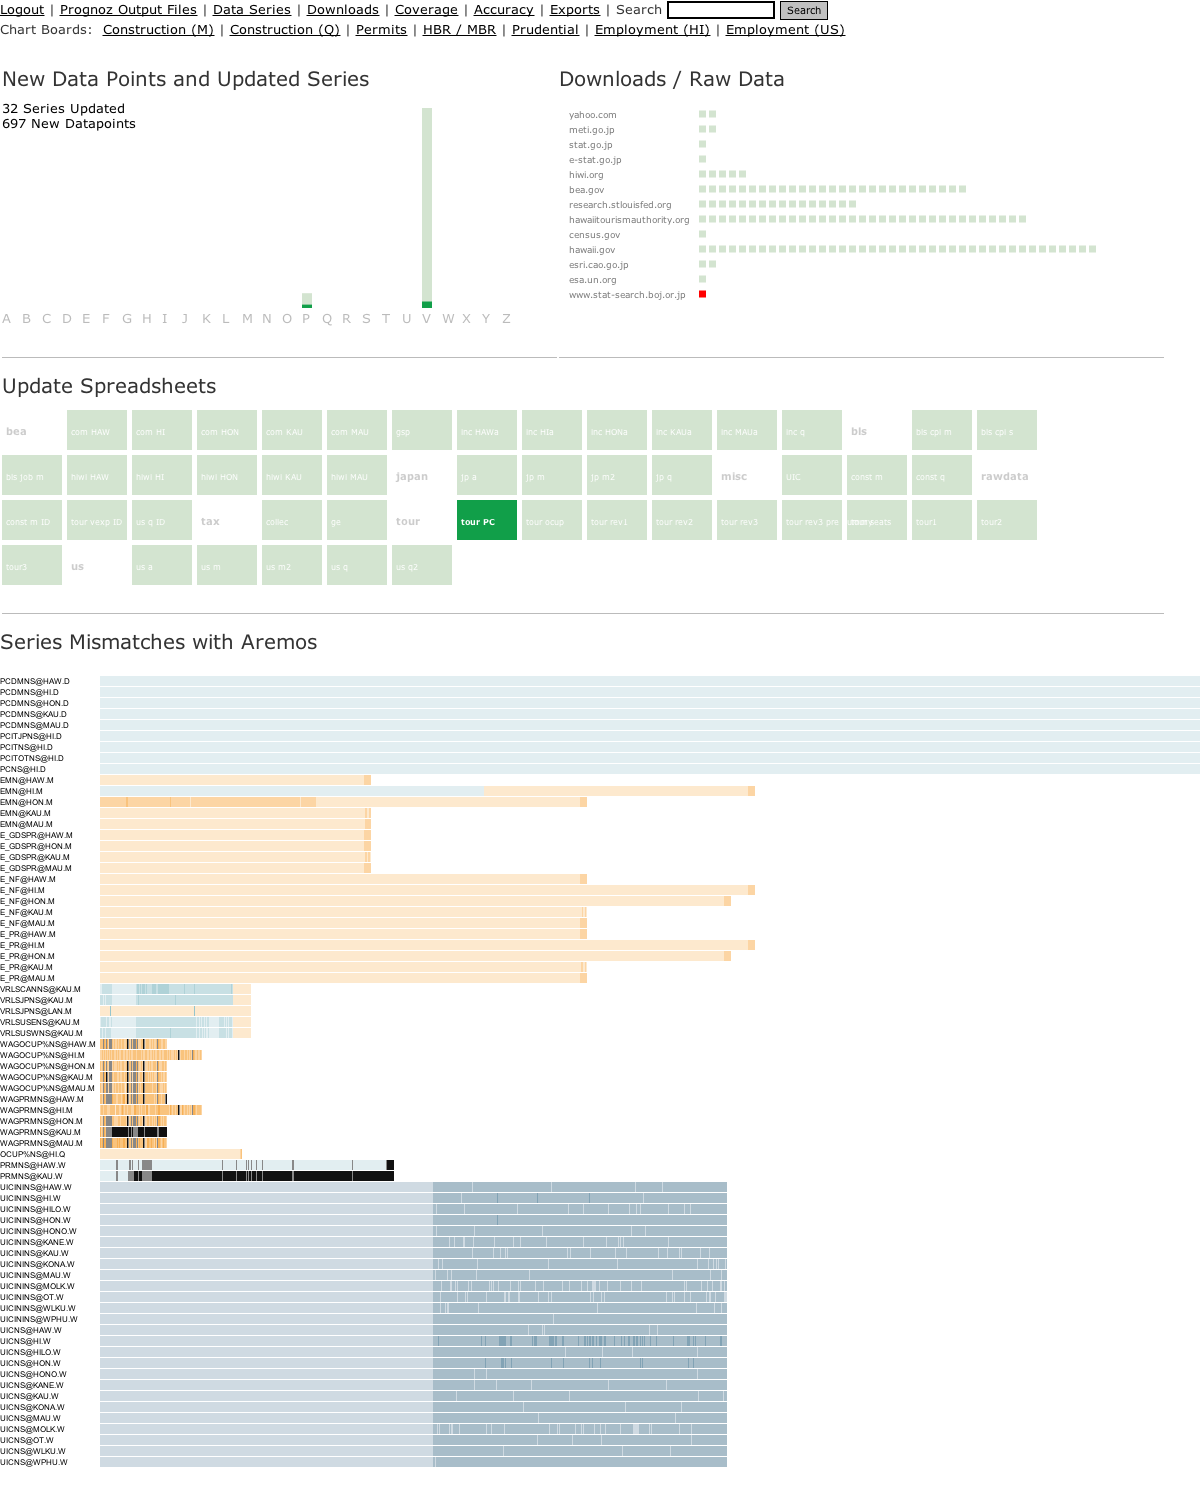 Logout | Prognoz Output Files | Data Series | Downloads | Coverage | Accuracy | Exports | Search Search
Chart Boards: Construction (M) | Construction (Q) | Permits | HBR / MBR | Prudential | Employment (HI) | Employment (US)
New Data Points and Updated Series
32 Series Updated
697 New Datapoints
A B C D E F G H I J K L M N O P Q R S T U V W X Y Z
Downloads / Raw Data
yahoo.com
meti.go.jp
stat.go.jp
e-stat.go.jp
hiwi.org
bea.gov
research.stlouisfed.org
hawaiitourismauthority.org
census.gov
hawaii.gov
esri.cao.go.jp
esa.un.org
www.stat-search.boj.or.jp
Update Spreadsheets
bea com HAW com HI com HON com KAU com MAU gsp inc HAWa inc HIa inc HONa inc KAUa inc MAUa inc q bls bls cpi m bls cpi s
bls job m hiwi HAW hiwi HI hiwi HON hiwi KAU hiwi MAU japan jp a jp m jp m2 jp q misc UIC const m const q rawdata
const m ID tour vexp ID us q ID tax collec ge tour tour PC tour ocup tour rev1 tour rev2 tour rev3 tour rev3 pre tour seats tour1 tour2
tour3 us us a us m us m2 us q us q2
Series Mismatches with Aremos
PCDMNS@HAW.D
PCDMNS@HI.D
PCDMNS@HON.D
PCDMNS@KAU.D
PCDMNS@MAU.D
PCITJPNS@HI.D
PCITNS@HI.D
PCITOTNS@HI.D
PCNS@HI.D
EMN@HAW.M
EMN@HI.M
EMN@HON.M
EMN@KAU.M
EMN@MAU.M
E_GDSPR@HAW.M
E_GDSPR@HON.M
E_GDSPR@KAU.M
E_GDSPR@MAU.M
E_NF@HAW.M
E_NF@HI.M
E_NF@HON.M
E_NF@KAU.M
E_NF@MAU.M
E_PR@HAW.M
E_PR@HI.M
E_PR@HON.M
E_PR@KAU.M
E_PR@MAU.M
VRLSCANNS@KAU.M
VRLSJPNS@KAU.M
VRLSJPNS@LAN.M
VRLSUSENS@KAU.M
VRLSUSWNS@KAU.M
WAGOCUP%NS@HAW.M
WAGOCUP%NS@HI.M
WAGOCUP%NS@HON.M
WAGOCUP%NS@KAU.M
WAGOCUP%NS@MAU.M
WAGPRMNS@HAW.M
WAGPRMNS@HI.M
WAGPRMNS@HON.M
WAGPRMNS@KAU.M
WAGPRMNS@MAU.M
OCUP%NS@HI.Q
PRMNS@HAW.W
PRMNS@KAU.W
UICININS@HAW.W
UICININS@HI.W
UICININS@HILO.W
UICININS@HON.W
UICININS@HONO.W
UICININS@KANE.W
UICININS@KAU.W
UICININS@KONA.W
UICININS@MAU.W
UICININS@MOLK.W
UICININS@OT.W
UICININS@WLKU.W
UICININS@WPHU.W
UICNS@HAW.W
UICNS@HI.W
UICNS@HILO.W
UICNS@HON.W
UICNS@HONO.W
UICNS@KANE.W
UICNS@KAU.W
UICNS@KONA.W
UICNS@MAU.W
UICNS@MOLK.W
UICNS@OT.W
UICNS@WLKU.W
UICNS@WPHU.W